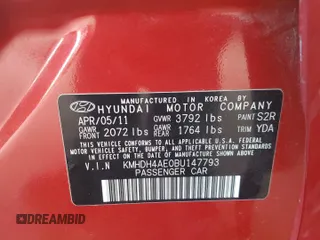 MANUFACTURED IN KOREA BY
HYUNDAI MOTOR COMPANY
APR/05/11 GVWR 3792 lbs PAINT S2R
GAWR FRONT 2072 lbs GAWR REAR 1764 lbs TRIM YDA
THIS VEHICLE CONFORMS TO ALL APPLICABLE
U.S. FEDERAL MOTOR VEHICLE SAFETY, BUMPER,
AND THEFT PREVENTION STANDARDS IN EFFECT
ON THE DATE OF MANUFACTURE SHOWN ABOVE.
V.I.N KMHDH4AE0BU147793
PASSENGER CAR
DREAMBID